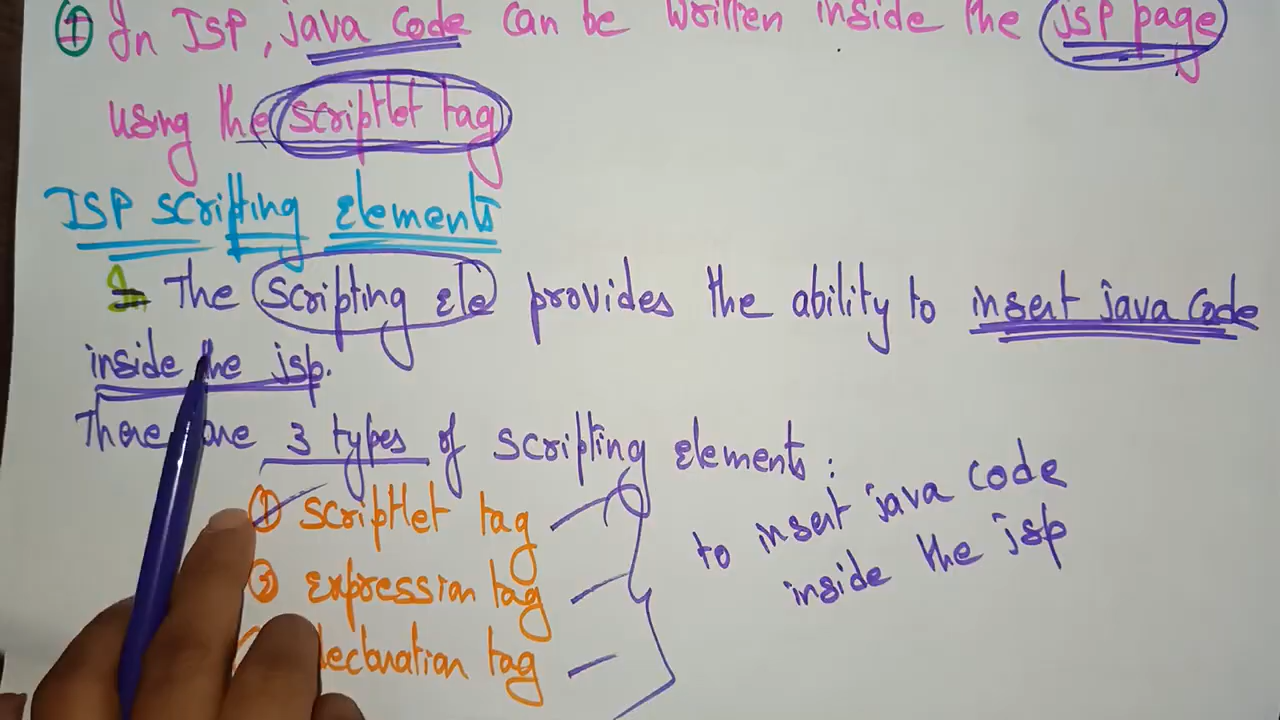 ① In JSP, java code can be written inside the jsp page
using the scriptlet tag
JSP scripting elements
The scripting ele provides the ability to insert java code
inside the jsp.
There are 3 types of scripting elements:
① scriptlet tag
② expression tag
declaration tag
to insert java code
inside the jsp